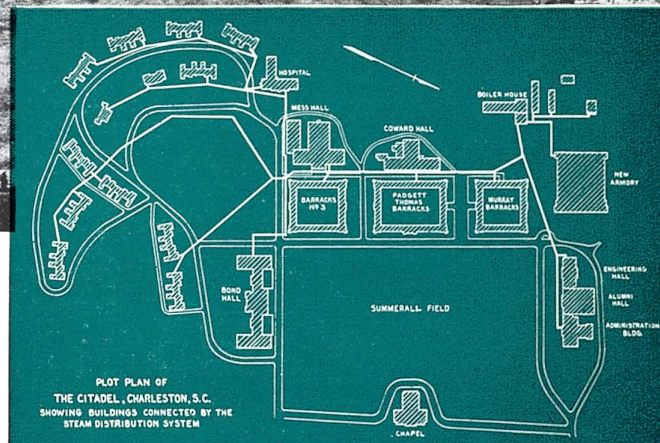 HOSPITAL
MESS HALL
BOILER HOUSE
COWARD HALL
NEW
ARMORY
BARRACKS
Nº 3
PADGETT
THOMAS
BARRACKS
MURRAY
BARRACKS
BOND
HALL
SUMMERALL FIELD
ENGINEERING
HALL
ALUMNI
HALL
ADMINISTRATION
BLDG.
PLOT PLAN OF
THE CITADEL, CHARLESTON, S.C.
SHOWING BUILDINGS CONNECTED BY THE
STEAM DISTRIBUTION SYSTEM
CHAPEL